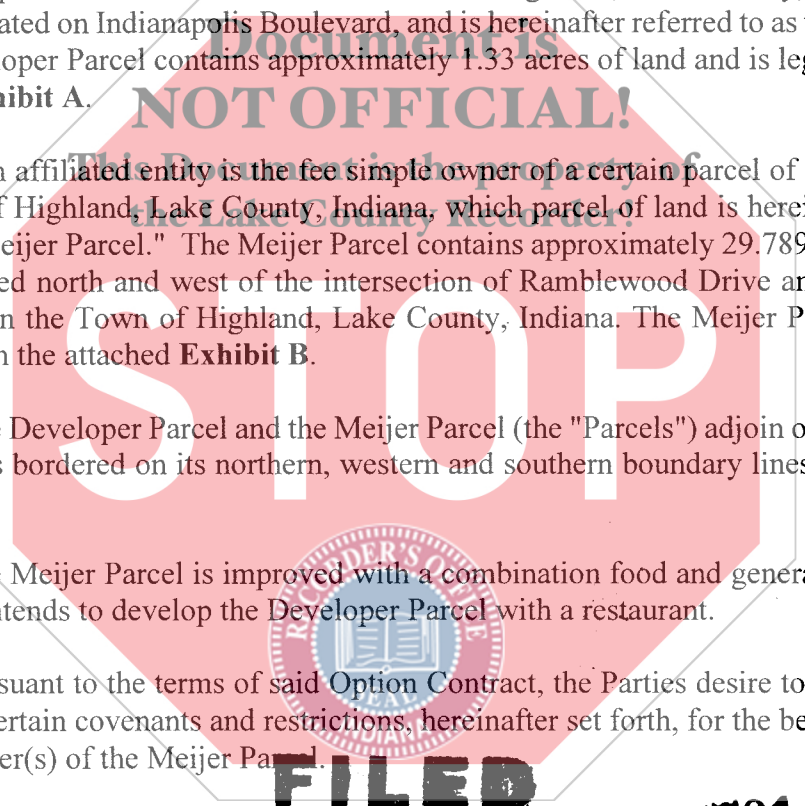 ated on Indianapolis Boulevard, and is hereinafter referred to as
Document is
oper Parcel contains approximately 1.33 acres of land and is leg
hibit A.
NOT OFFICIAL!
n affiliated entity is the fee simple owner of a certain parcel of
This Document is the property of
f Highland, Lake County, Indiana, which parcel of land is herei
the Lake County Recorder!
eijer Parcel." The Meijer Parcel contains approximately 29.789
ed north and west of the intersection of Ramblewood Drive an
n the Town of Highland, Lake County, Indiana. The Meijer P
n the attached Exhibit B.
STOP
e Developer Parcel and the Meijer Parcel (the "Parcels") adjoin o
s bordered on its northern, western and southern boundary lines
e Meijer Parcel is improved with a combination food and genera
ntends to develop the Developer Parcel with a restaurant.
RECORDER'S OFFICE
SEAL
INDIANA
suant to the terms of said Option Contract, the Parties desire to
ertain covenants and restrictions, hereinafter set forth, for the be
er(s) of the Meijer Parcel.
FILED